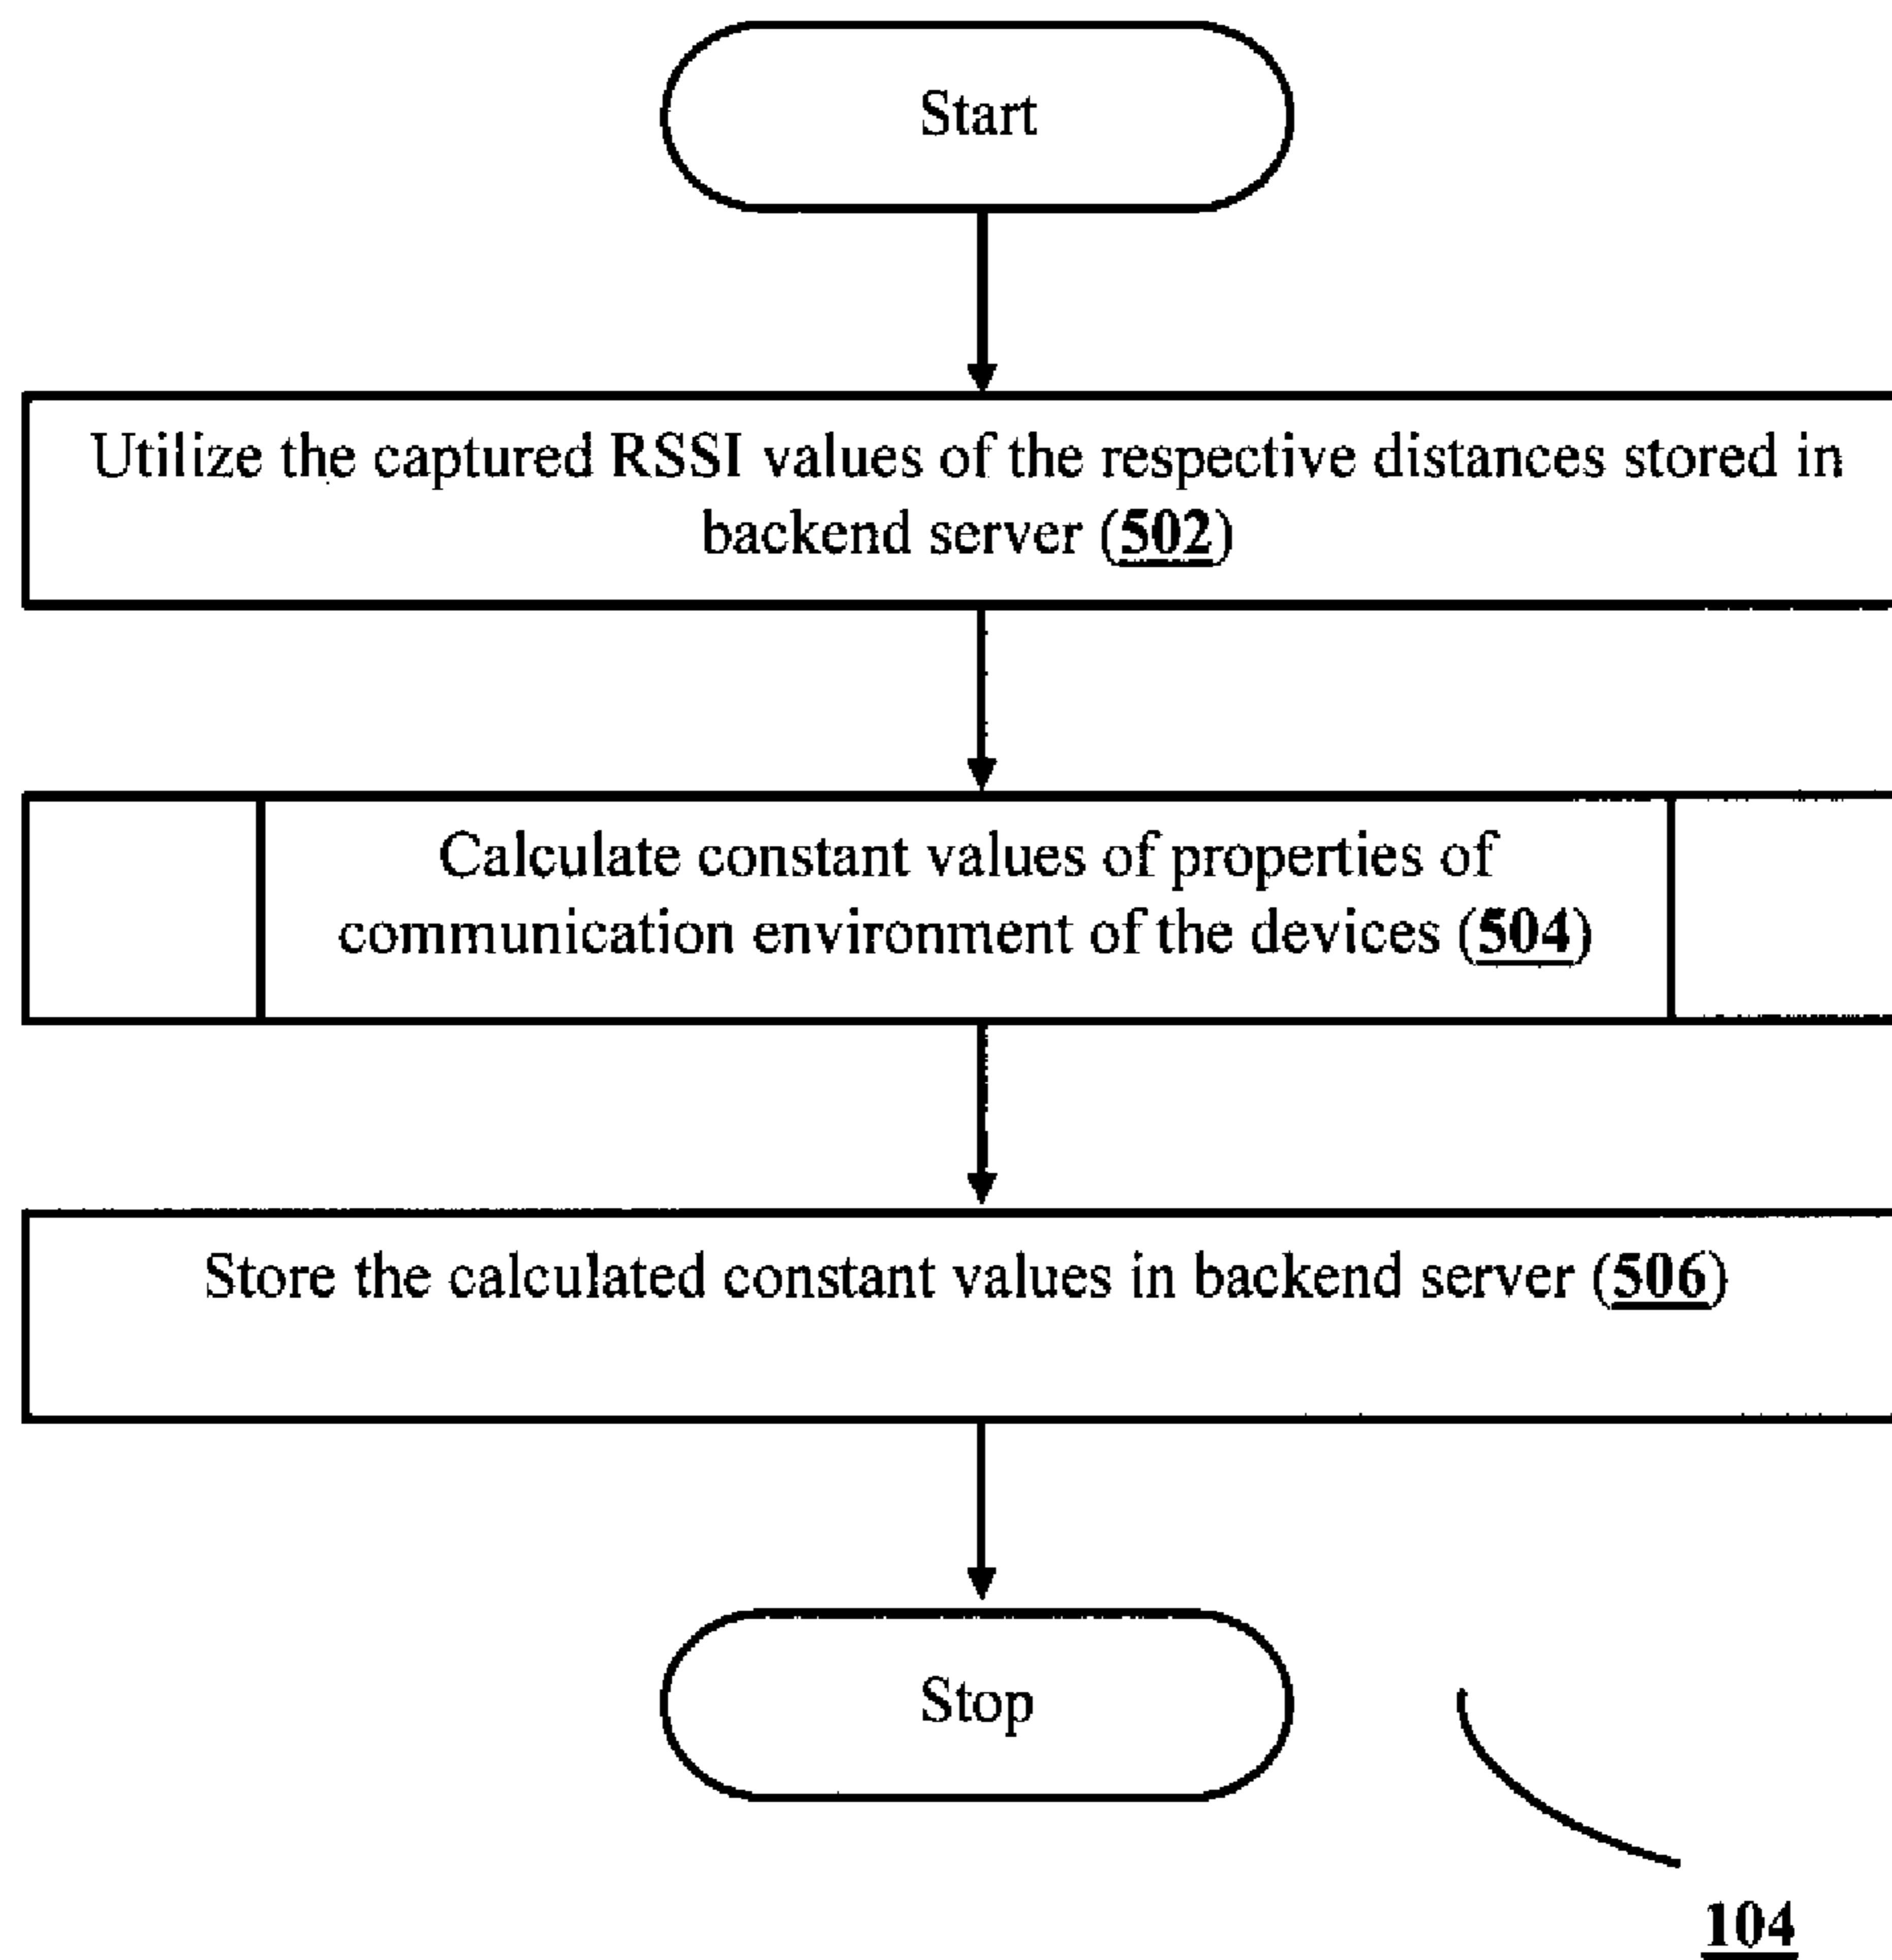 Start
Utilize the captured RSSI values of the respective distances stored in
backend server (502)
Calculate constant values of properties of
communication environment of the devices (504)
Store the calculated constant values in backend server (506)
Stop
104